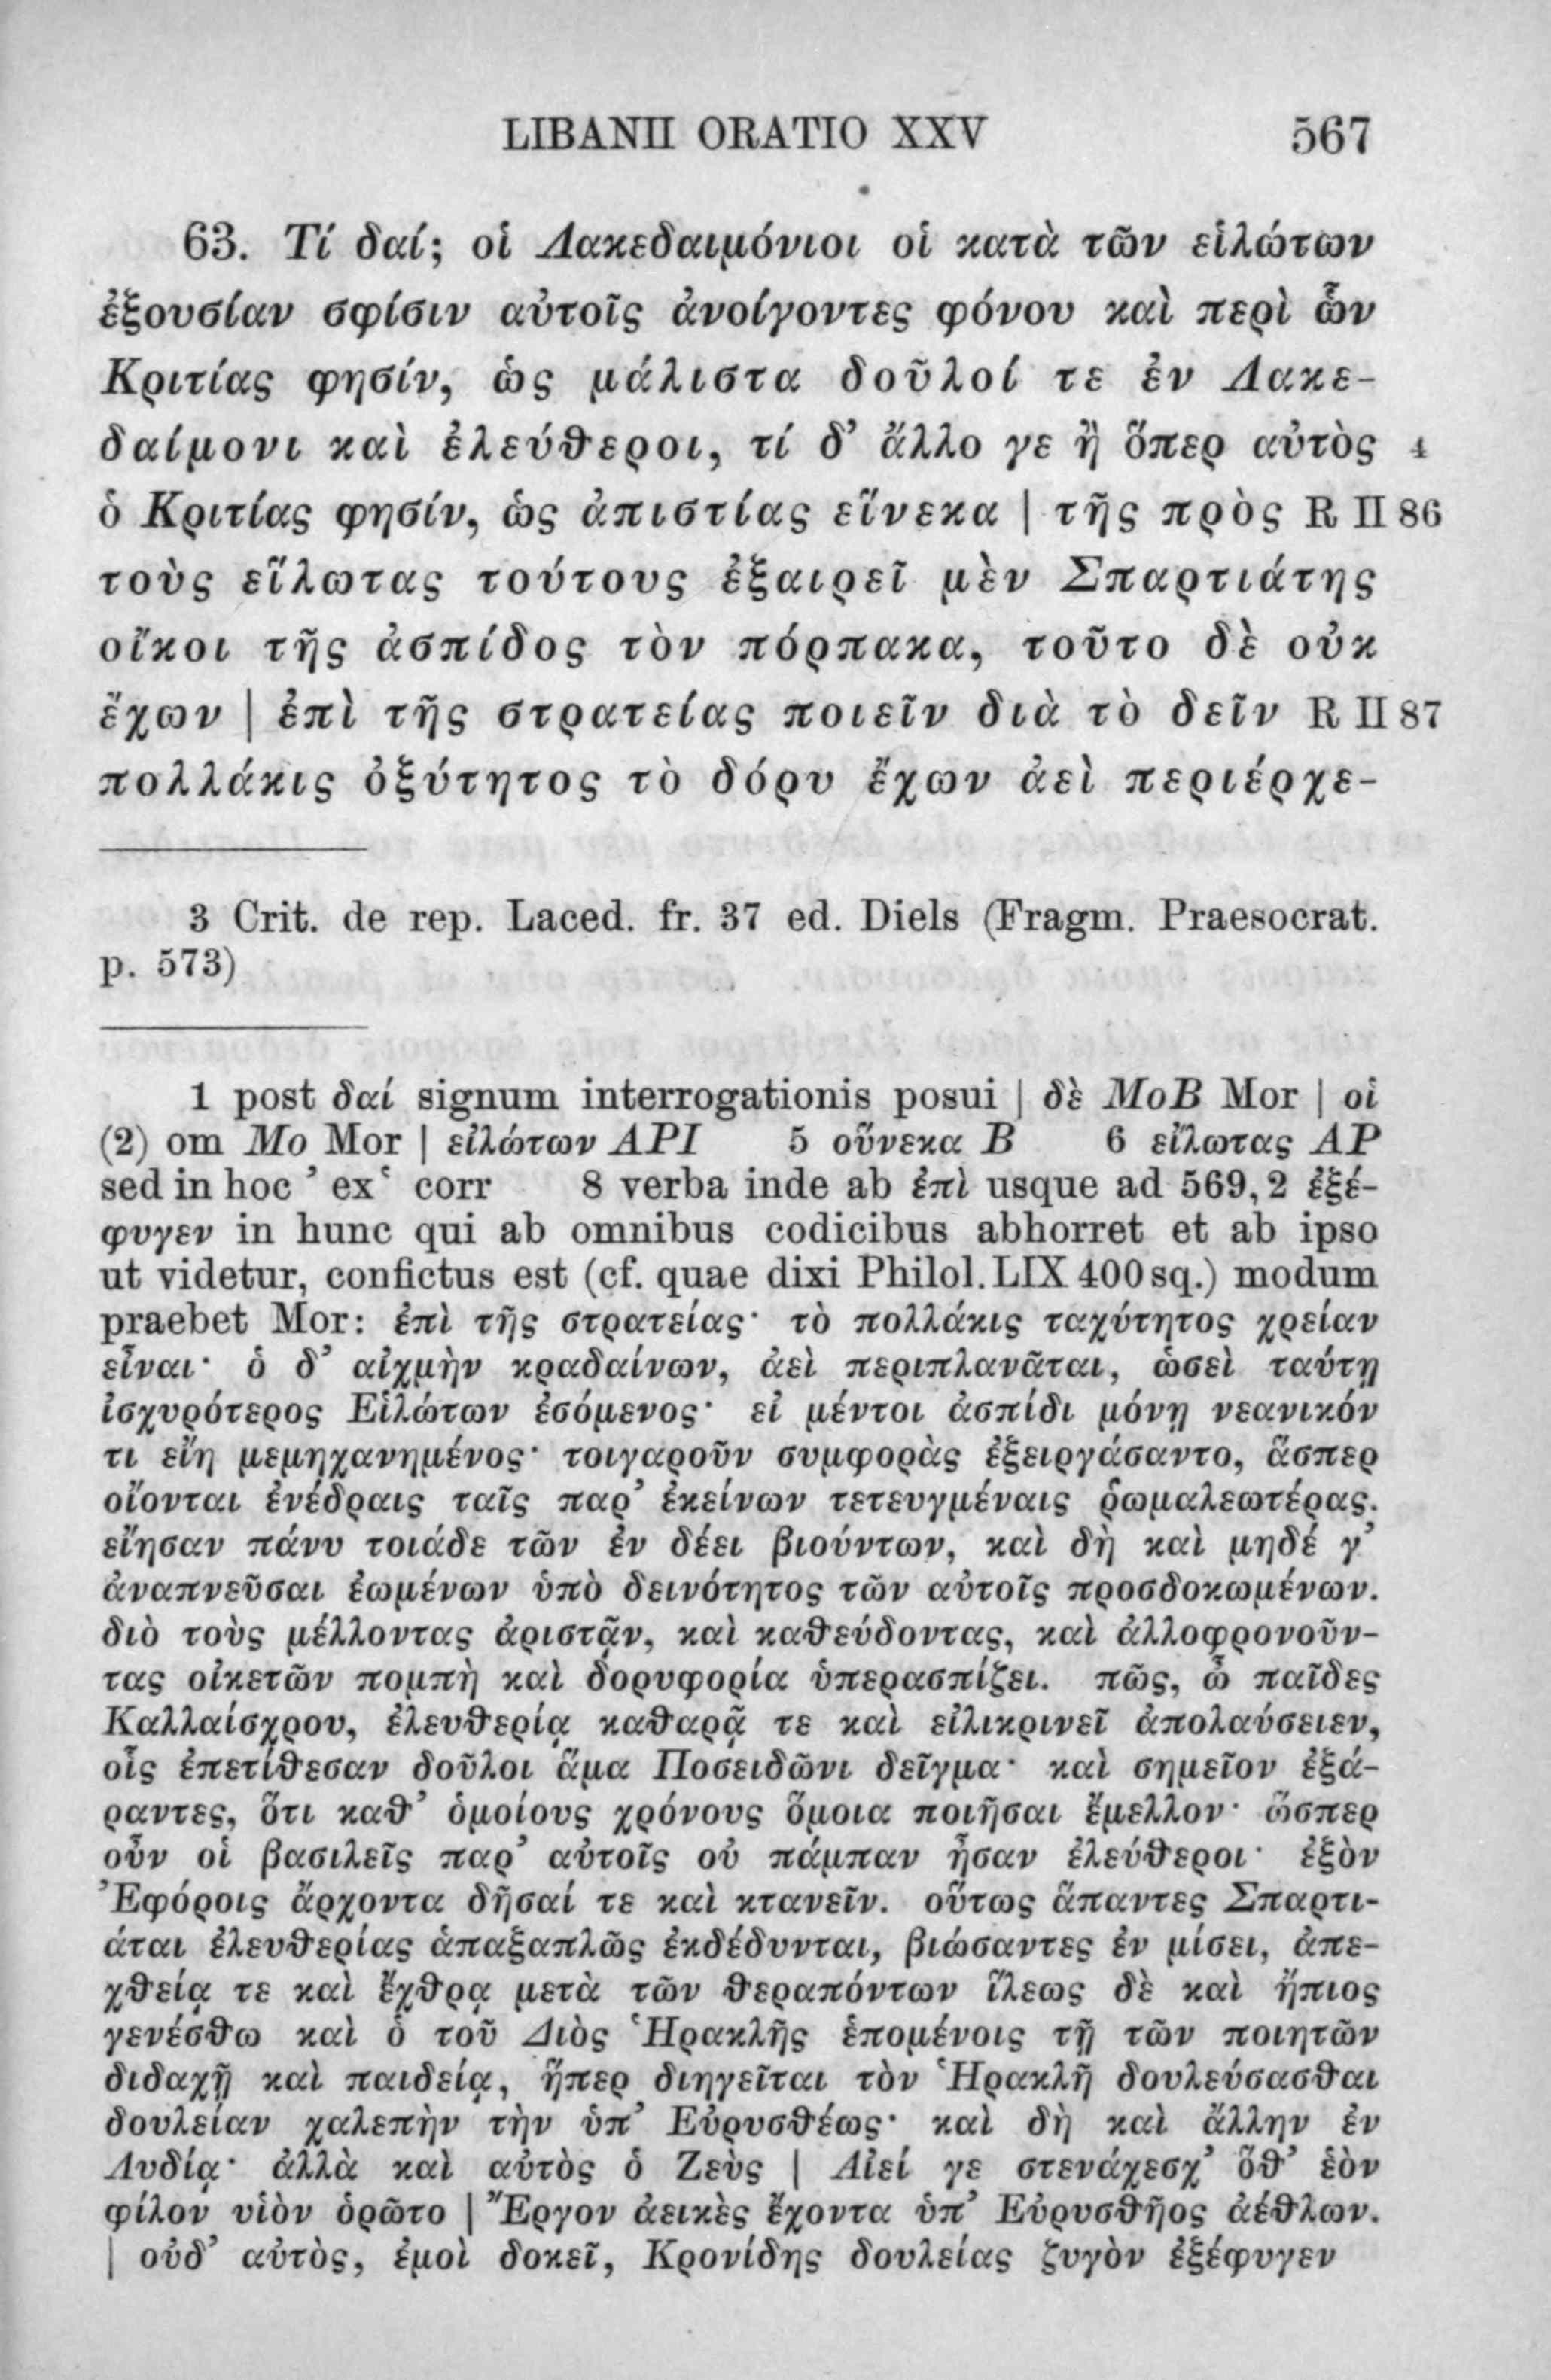 LIBANII ORATIO XXV 567
63. Τί δαί; οἱ Λακεδαιμόνιοι οἱ κατὰ τῶν εἱλώτων
ἐξουσίαν σφίσιν αὐτοῖς ἀνοίγοντες φόνου καὶ περὶ ὧν
Κριτίας φησίν, ὡς μάλιστα δοῦλοί τε ἐν Λακε-
δαίμονι καὶ ἐλεύθεροι, τί δ’ ἄλλο γε ἢ ὅπερ αὐτὸς 4
ὁ Κριτίας φησίν, ὡς ἀπιστίας εἵνεκα | τῆς πρὸς R II 86
τοὺς εἵλωτας τούτους ἐξαιρεῖ μὲν Σπαρτιάτης
οἴκοι τῆς ἀσπίδος τὸν πόρπακα, τοῦτο δὲ οὐκ
ἔχων | ἐπὶ τῆς στρατείας ποιεῖν διὰ τὸ δεῖν R II 87
πολλάκις ὀξύτητος τὸ δόρυ ἔχων ἀεὶ περιέρχε-
3 Crit. de rep. Laced. fr. 37 ed. Diels (Fragm. Praesocrat.
p. 573)
1 post δαί signum interrogationis posui | δὲ MoB Mor | οἱ
(2) om Mo Mor | εἰλώτων API 5 οὕνεκα B 6 εἴλωτας AP
sed in hoc ’ ex ‘ corr 8 verba inde ab ἐπὶ usque ad 569, 2 ἐξέ-
φυγεν in hunc qui ab omnibus codicibus abhorret et ab ipso
ut videtur, confictus est (cf. quae dixi Philol. LIX 400 sq.) modum
praebet Mor: ἐπὶ τῆς στρατείας· τὸ πολλάκις ταχύτητος χρείαν
εἶναι· ὁ δ’ αἰχμὴν κραδαίνων, ἀεὶ περιπλανᾶται, ὡσεὶ ταύτῃ
ἰσχυρότερος Εἱλώτων ἐσόμενος· εἰ μέντοι ἀσπίδι μόνῃ νεανικόν
τι εἴη μεμηχανημένος· τοιγαροῦν συμφορὰς ἐξειργάσαντο, ἅσπερ
οἴονται ἐνέδραις ταῖς παρ’ ἐκείνων τετευγμέναις ῥωμαλεωτέρας.
εἴησαν πάνυ τοιάδε τῶν ἐν δέει βιούντων, καὶ δὴ καὶ μηδέ γ’
ἀναπνεῦσαι ἐωμένων ὑπὸ δεινότητος τῶν αὐτοῖς προσδοκωμένων.
διὸ τοὺς μέλλοντας ἀριστᾷν, καὶ καθεύδοντας, καὶ ἀλλοφρονοῦν-
τας οἰκετῶν πομπὴ καὶ δορυφορία ὑπερασπίζει. πῶς, ὦ παῖδες
Καλλαίσχρου, ἐλευθερίᾳ καθαρᾷ τε καὶ εἰλικρινεῖ ἀπολαύσειεν,
οἷς ἐπετίθεσαν δοῦλοι ἅμα Ποσειδῶνι δεῖγμα· καὶ σημεῖον ἐξά-
ραντες, ὅτι καθ’ ὁμοίους χρόνους ὅμοια ποιῆσαι ἔμελλον· ὥσπερ
οὖν οἱ βασιλεῖς παρ’ αὐτοῖς οὐ πάμπαν ἦσαν ἐλεύθεροι· ἐξὸν
Ἐφόροις ἄρχοντα δῆσαί τε καὶ κτανεῖν. οὕτως ἅπαντες Σπαρτι-
άται ἐλευθερίας ἁπαξαπλῶς ἐκδέδυνται, βιώσαντες ἐν μίσει, ἀπε-
χθείᾳ τε καὶ ἔχθρᾳ μετὰ τῶν θεραπόντων ἵλεως δὲ καὶ ἤπιος
γενέσθω καὶ ὁ τοῦ Διὸς Ἡρακλῆς ἑπομένοις τῇ τῶν ποιητῶν
διδαχῇ καὶ παιδείᾳ, ἥπερ διηγεῖται τὸν Ἡρακλῆ δουλεύσασθαι
δουλείαν χαλεπὴν τὴν ὑπ’ Εὐρυσθέως· καὶ δὴ καὶ ἄλλην ἐν
Λυδίᾳ· ἀλλὰ καὶ αὐτὸς ὁ Ζεὺς | Αἰεί γε στενάχεσχ’ ὅθ’ ἑὸν
φίλον υἱὸν ὁρῶτο | Ἔργον ἀεικὲς ἔχοντα ὑπ’ Εὐρυσθῆος ἀέθλων.
| οὐδ’ αὐτὸς, ἐμοὶ δοκεῖ, Κρονίδης δουλείας ζυγὸν ἐξέφυγεν